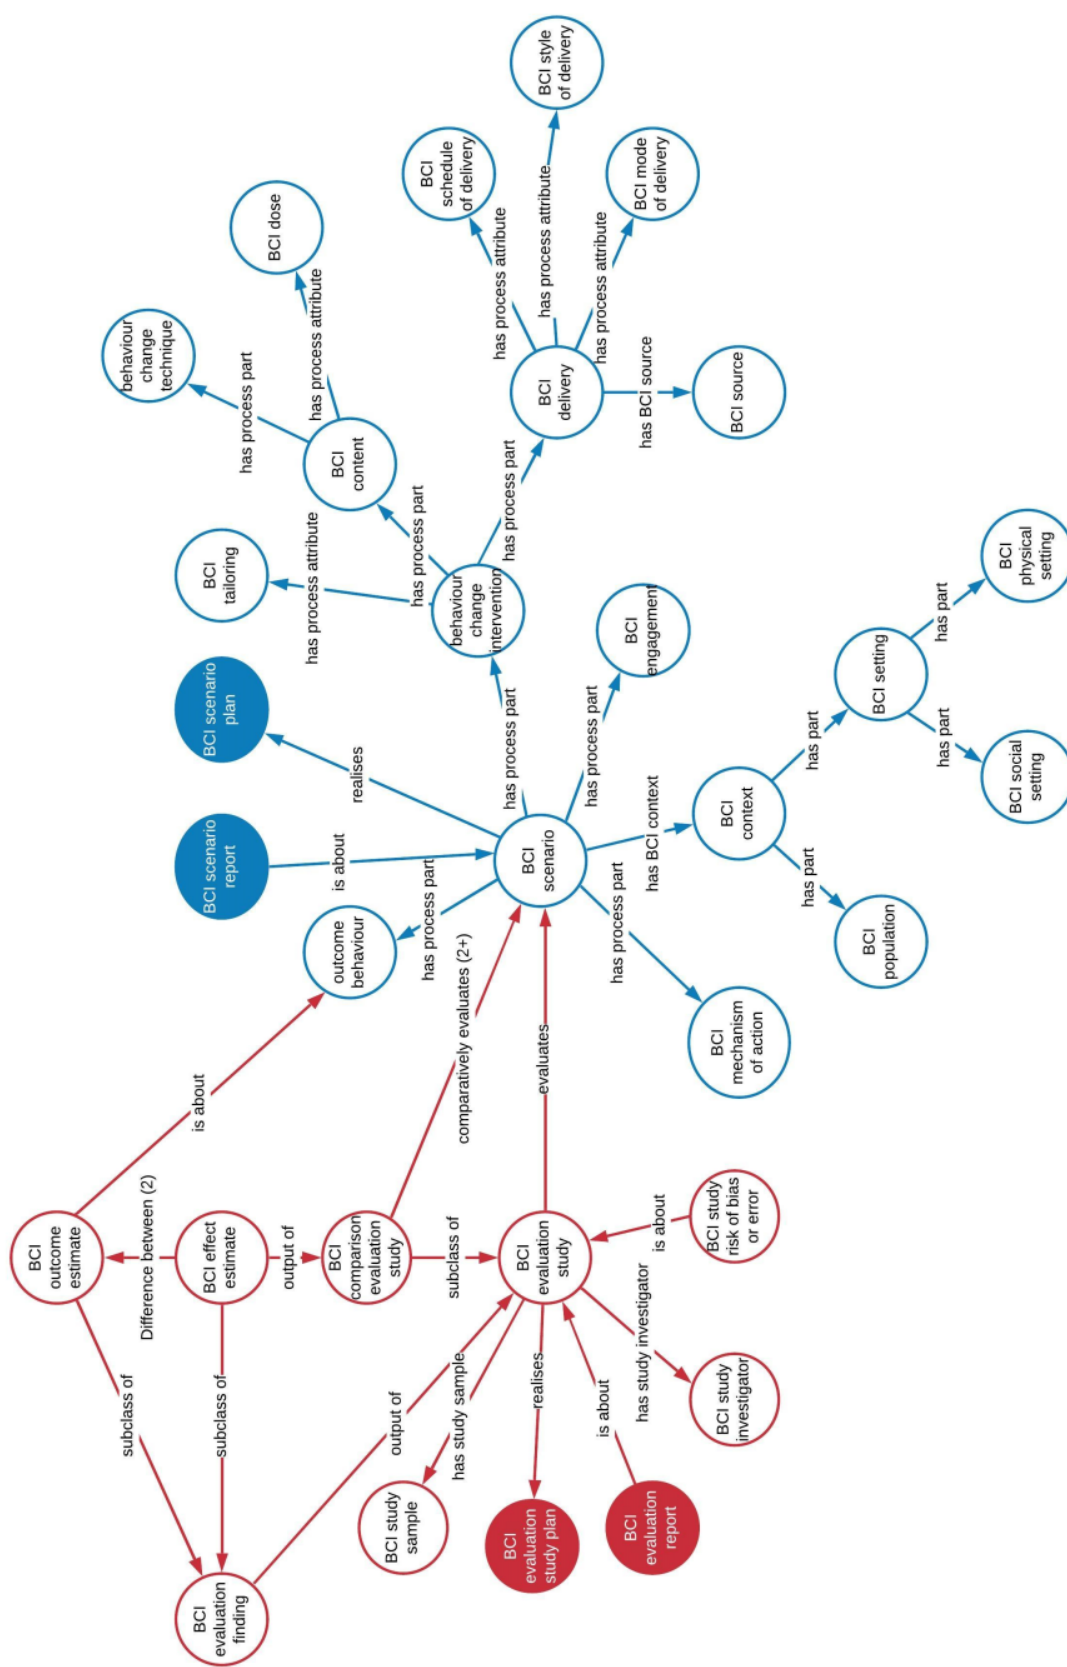 BCI
outcome
estimate
Difference between (2)
BCI effect
estimate
is about
subclass of
subclass of
output of
BCI
evaluation
finding
output of
BCI
comparison
evaluation
study
comparatively evaluates (2+)
subclass of
BCI
evaluation
study
evaluates
is about
BCI study
risk of bias
or error
has study sample
BCI study
sample
realises
BCI
evaluation
study plan
is about
BCI
evaluation
report
has study investigator
BCI study
investigator
outcome
behaviour
has process part
BCI scenario
report
is about
BCI scenario
plan
realises
BCI
scenario
has process part
BCI
mechanism
of action
has BCI context
BCI
context
has part
BCI
population
has part
BCI setting
has part
BCI social
setting
has part
BCI
physical
setting
has process part
BCI
engagement
has process part
behaviour
change
intervention
has process attribute
BCI
tailoring
has process part
BCI
content
has process part
behaviour
change
technique
has process attribute
BCI dose
has process part
BCI
delivery
has process attribute
BCI
schedule
of delivery
has process attribute
BCI style
of delivery
has process attribute
BCI mode
of delivery
has BCI source
BCI source